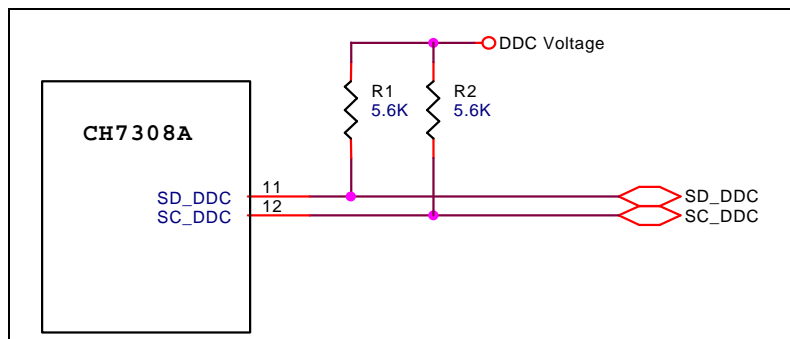 DDC Voltage
R1
5.6K
R2
5.6K
CH7308A
SD_DDC
11
SC_DDC
12
SD_DDC
SC_DDC